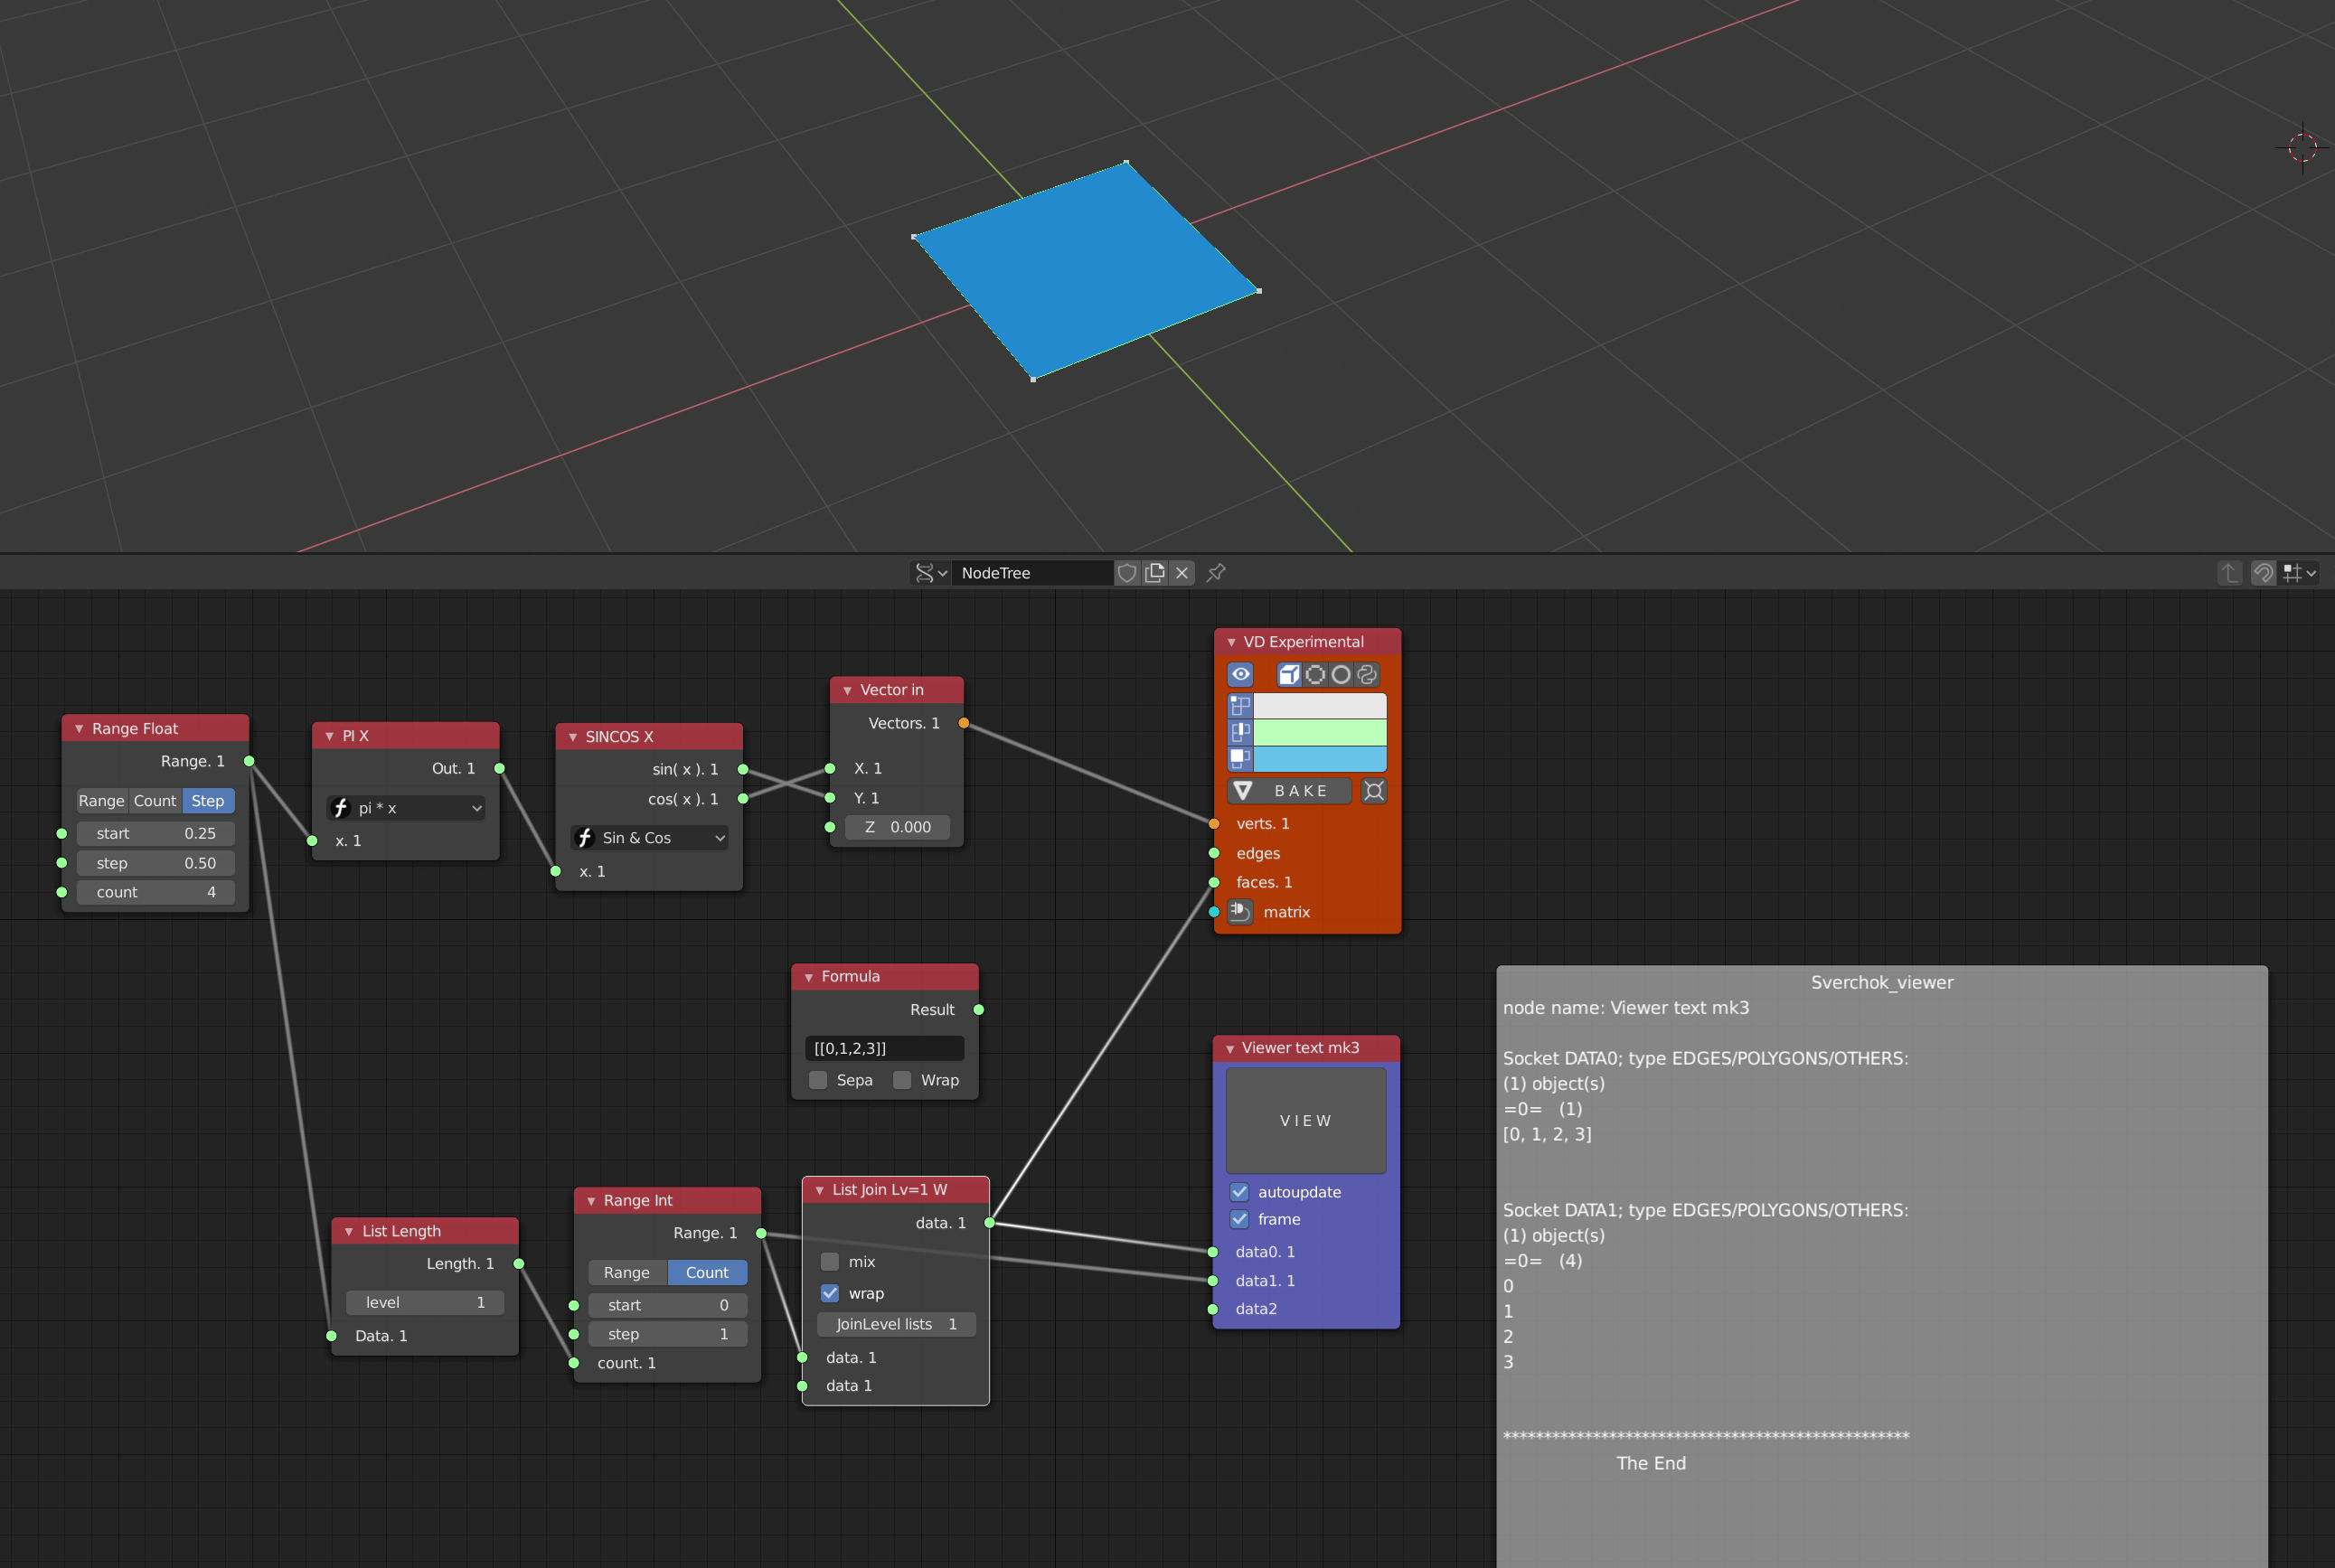 NodeTree
VD Experimental
BAKE
verts. 1
edges
faces. 1
matrix
Vector in
Vectors. 1
X. 1
Y. 1
Z 0.000
Range Float
Range. 1
Range Count Step
start 0.25
step 0.50
count 4
PI X
Out. 1
pi * x
x. 1
SINCOS X
sin( x ). 1
cos( x ). 1
Sin & Cos
x. 1
Formula
Result
[[0,1,2,3]]
Sepa Wrap
Viewer text mk3
VIEW
autoupdate
frame
data0. 1
data1. 1
data2
List Length
Length. 1
level 1
Data. 1
Range Int
Range. 1
Range Count
start 0
step 1
count. 1
List Join Lv=1 W
data. 1
mix
wrap
JoinLevel lists 1
data. 1
data 1
Sverchok_viewer
node name: Viewer text mk3
Socket DATA0; type EDGES/POLYGONS/OTHERS:
(1) object(s)
=0= (1)
[0, 1, 2, 3]
Socket DATA1; type EDGES/POLYGONS/OTHERS:
(1) object(s)
=0= (4)
0
1
2
3
**************************************************
The End